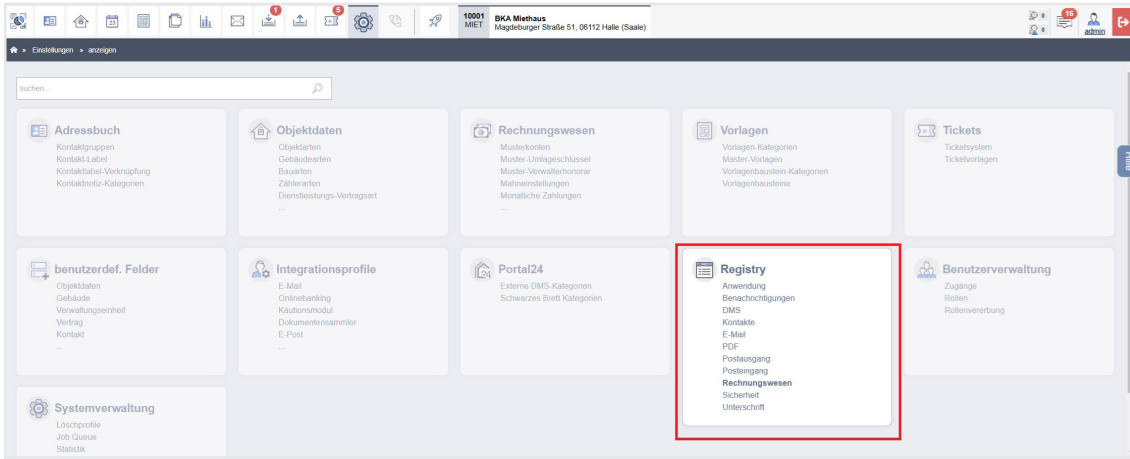 1
5
10001
MIET
BKA Miethaus
Magdeburger Straße 51, 06112 Halle (Saale)
0
0
16
admin
» Einstellungen » anzeigen
suchen...
Hilfe
Adressbuch
Kontaktgruppen
Kontakt-Label
Kontaktlabel-Verknüpfung
Kontaktnotiz-Kategorien
Objektdaten
Objektarten
Gebäudearten
Bauarten
Zählerarten
Dienstleistungs-Vertragsart
...
Rechnungswesen
Musterkonten
Muster-Umlageschlüssel
Muster-Verwalterhonorar
Mahneinstellungen
Monatliche Zahlungen
...
Vorlagen
Vorlagen-Kategorien
Master-Vorlagen
Vorlagenbaustein-Kategorien
Vorlagenbausteine
Tickets
Ticketsystem
Ticketvorlagen
benutzerdef. Felder
Objektdaten
Gebäude
Verwaltungseinheit
Vertrag
Kontakt
...
Integrationsprofile
E-Mail
Onlinebanking
Kautionsmodul
Dokumentensammler
E-Post
...
24
Portal24
Externe DMS-Kategorien
Schwarzes Brett Kategorien
Registry
Anwendung
Benachrichtigungen
DMS
Kontakte
E-Mail
PDF
Postausgang
Posteingang
Rechnungswesen
Sicherheit
Unterschrift
Benutzerverwaltung
Zugänge
Rollen
Rollenvererbung
Systemverwaltung
Löschprofile
Job Queue
Statistik